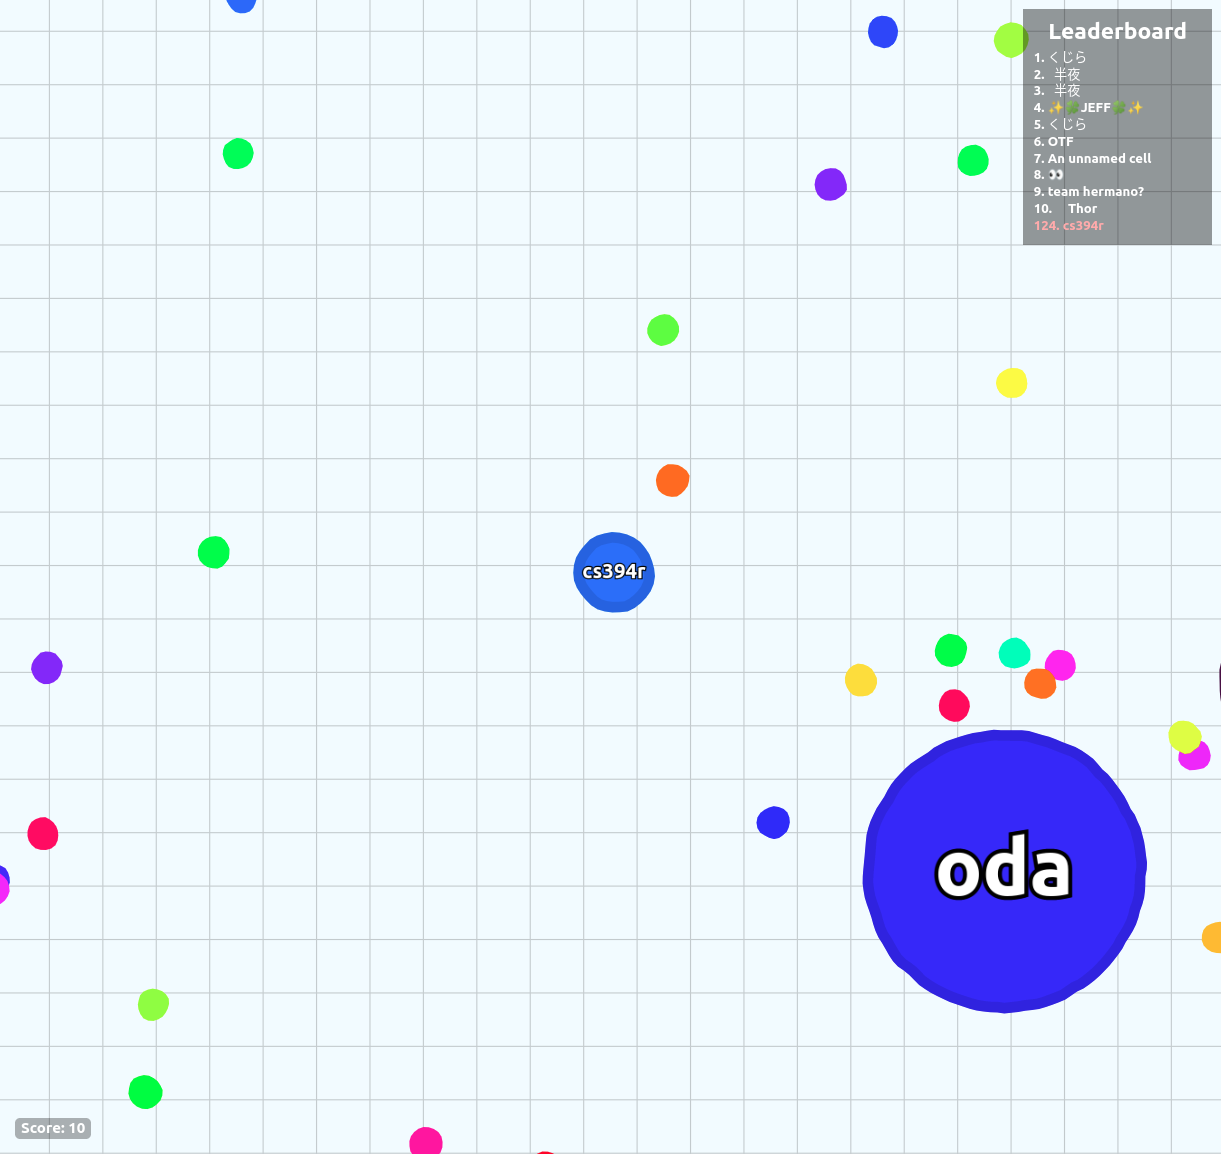 Leaderboard
1. くじら
2. 半夜
3. 半夜
4. ✨🍀JEFF🍀✨
5. くじら
6. OTF
7. An unnamed cell
8. 👀
9. team hermano?
10. Thor
124. cs394r
cs394r
oda
Score: 10